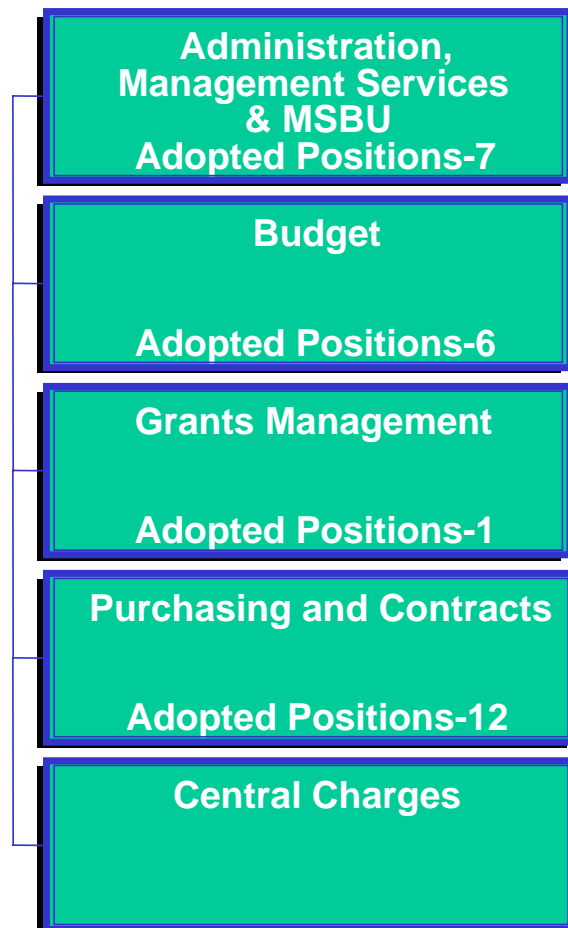 Administration,
Management Services
& MSBU
Adopted Positions-7
Budget
Adopted Positions-6
Grants Management
Adopted Positions-1
Purchasing and Contracts
Adopted Positions-12
Central Charges